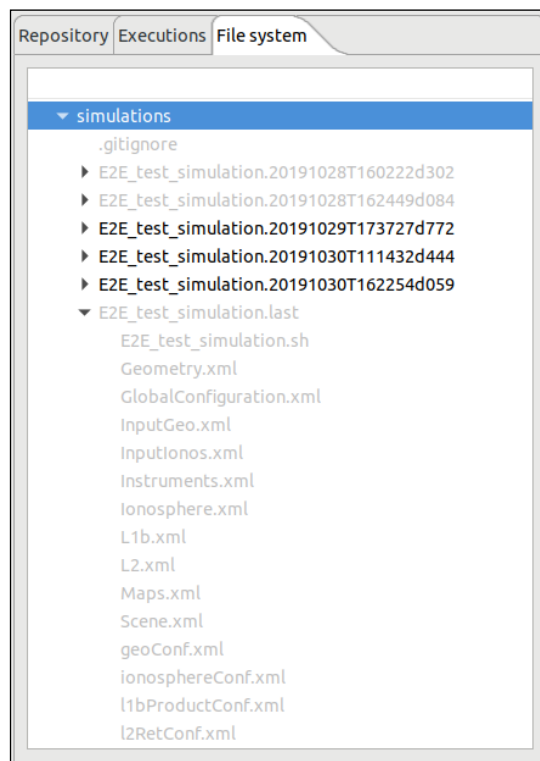 Repository Executions File system
simulations
.gitignore
E2E_test_simulation.20191028T160222d302
E2E_test_simulation.20191028T162449d084
E2E_test_simulation.20191029T173727d772
E2E_test_simulation.20191030T111432d444
E2E_test_simulation.20191030T162254d059
E2E_test_simulation.last
E2E_test_simulation.sh
Geometry.xml
GlobalConfiguration.xml
InputGeo.xml
InputIonos.xml
Instruments.xml
Ionosphere.xml
L1b.xml
L2.xml
Maps.xml
Scene.xml
geoConf.xml
ionosphereConf.xml
l1bProductConf.xml
l2RetConf.xml